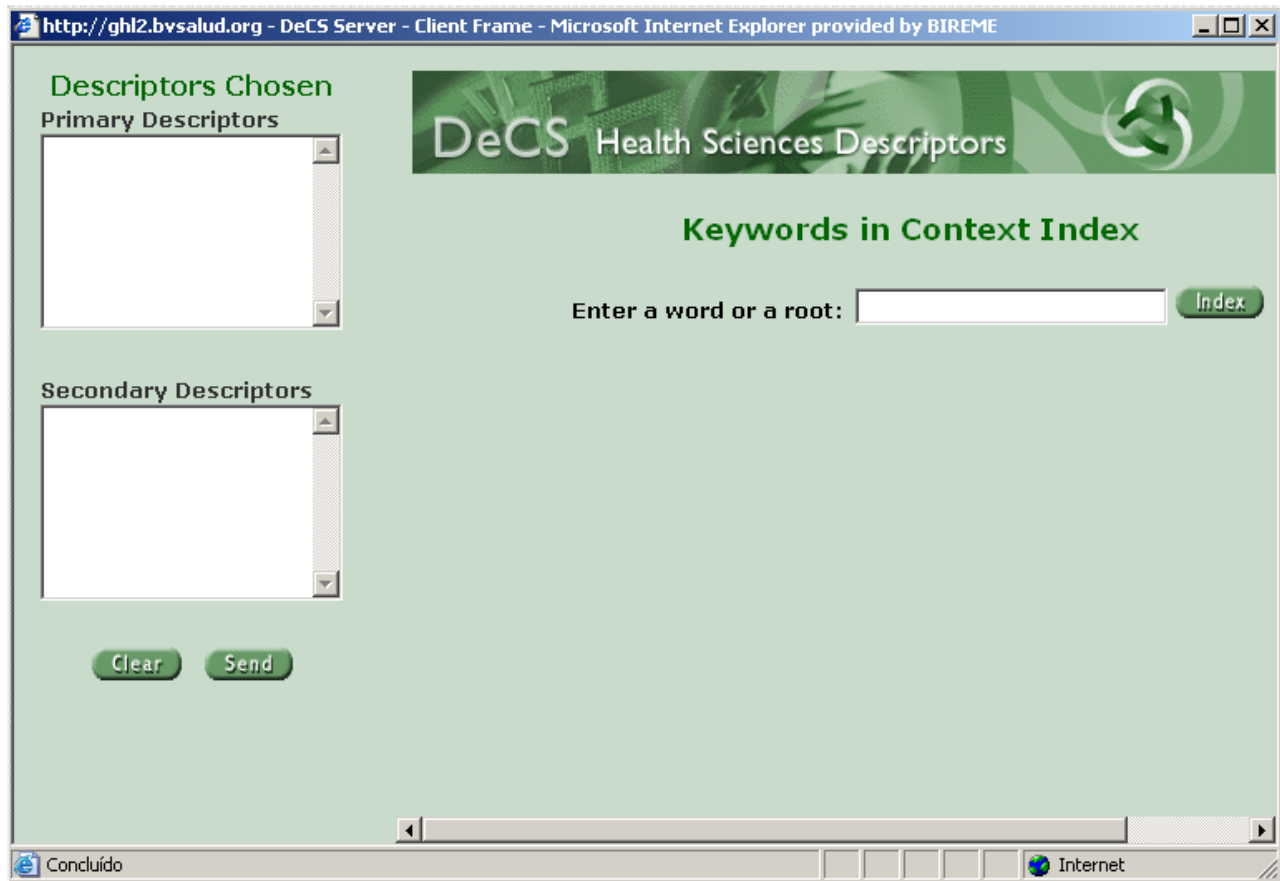 http://ghl2.bvsalud.org - DeCS Server - Client Frame - Microsoft Internet Explorer provided by BIREME
Descriptors Chosen
Primary Descriptors
DeCS Health Sciences Descriptors
Keywords in Context Index
Enter a word or a root:
Index
Secondary Descriptors
Clear
Send
Concluído
Internet